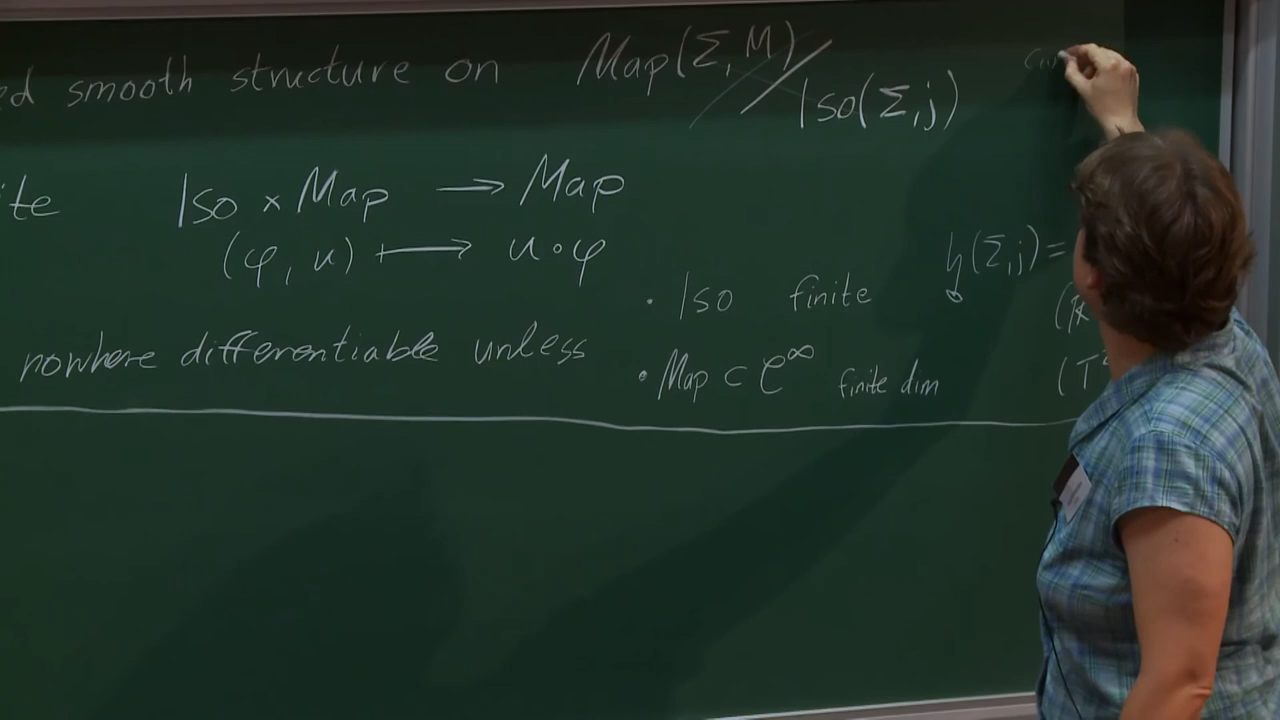 ed smooth structure on Map(Σ, M) / Iso(Σ, j)
ite Iso × Map → Map
(φ, u) ↦ u∘φ
(Σ, j) =
• Iso finite
nowhere differentiable unless
• Map ⊂ C^∞ finite dim